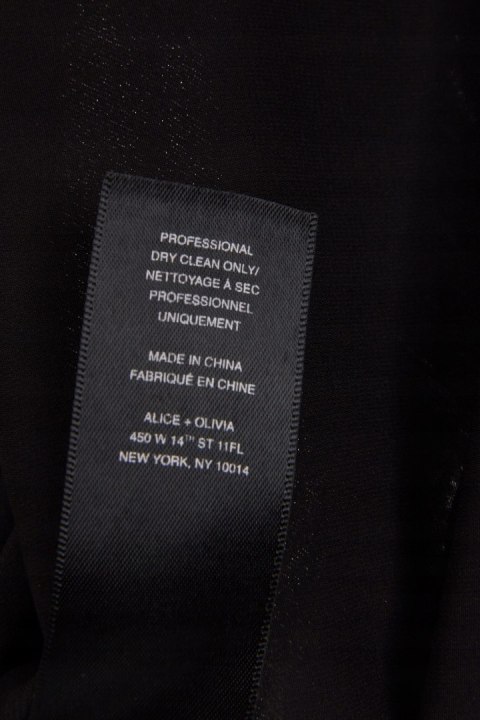 PROFESSIONAL
DRY CLEAN ONLY/
NETTOYAGE À SEC
PROFESSIONNEL
UNIQUEMENT
MADE IN CHINA
FABRIQUÉ EN CHINE
ALICE + OLIVIA
450 W 14TH ST 11FL
NEW YORK, NY 10014